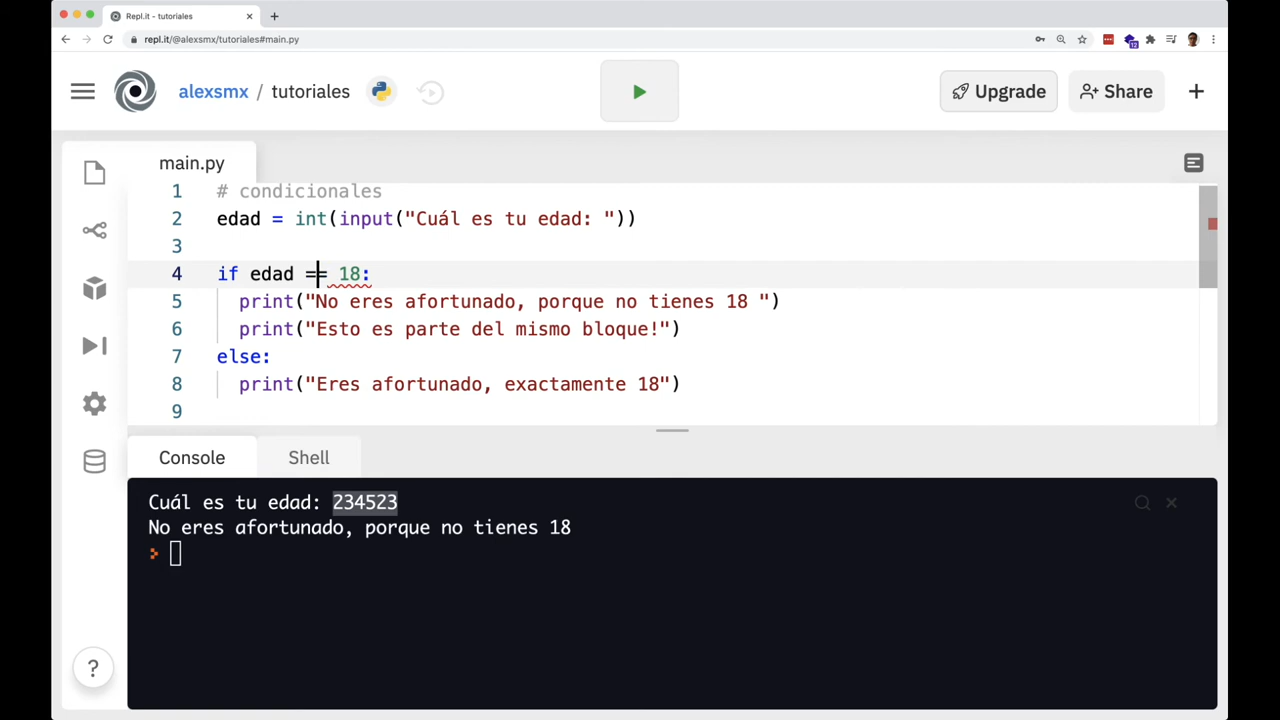 Repl.it - tutoriales
repl.it/@alexsmx/tutoriales#main.py
12
alexsmx / tutoriales
Upgrade
Share
main.py
1 # condicionales
2 edad = int(input("Cuál es tu edad: "))
3
4 if edad == 18:
5 print("No eres afortunado, porque no tienes 18 ")
6 print("Esto es parte del mismo bloque!")
7 else:
8 print("Eres afortunado, exactamente 18")
9
Console Shell
Cuál es tu edad: 234523
No eres afortunado, porque no tienes 18
?